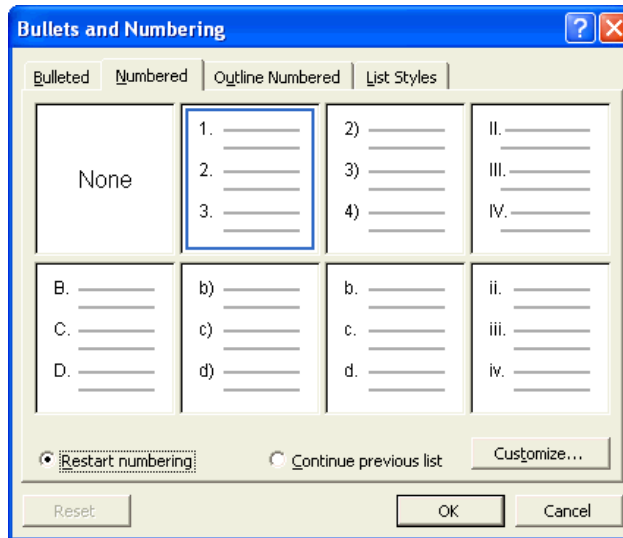 Bullets and Numbering
Bulleted Numbered Outline Numbered List Styles
None
1.
2.
3.
2)
3)
4)
II.
III.
IV.
B.
C.
D.
b)
c)
d)
b.
c.
d.
ii.
iii.
iv.
Restart numbering Continue previous list Customize...
Reset OK Cancel